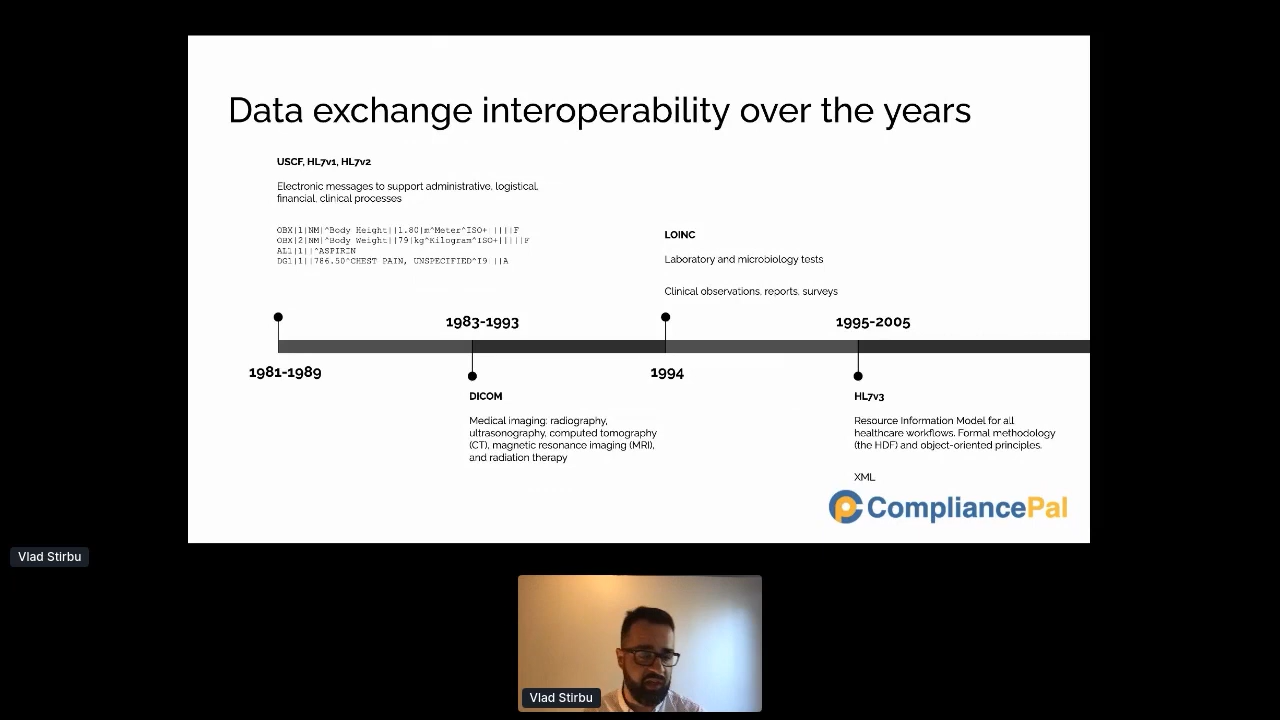 Data exchange interoperability over the years
USCF, HL7v1, HL7v2
Electronic messages to support administrative, logistical,
financial, clinical processes
OBX|1|NM|^Body Height||1.80|m^Meter^ISO+ ||||F
OBX|2|NM|^Body Weight||79|kg^Kilogram^ISO+|||||F
AL1|1||^ASPIRIN
DG1|1||786.50^CHEST PAIN, UNSPECIFIED^I9 ||A
LOINC
Laboratory and microbiology tests
Clinical observations, reports, surveys
1983-1993
1995-2005
1981-1989
1994
DICOM
Medical imaging: radiography,
ultrasonography, computed tomography
(CT), magnetic resonance imaging (MRI),
and radiation therapy
HL7v3
Resource Information Model for all
healthcare workflows. Formal methodology
(the HDF) and object-oriented principles.
XML
CompliancePal
Vlad Stirbu
Vlad Stirbu